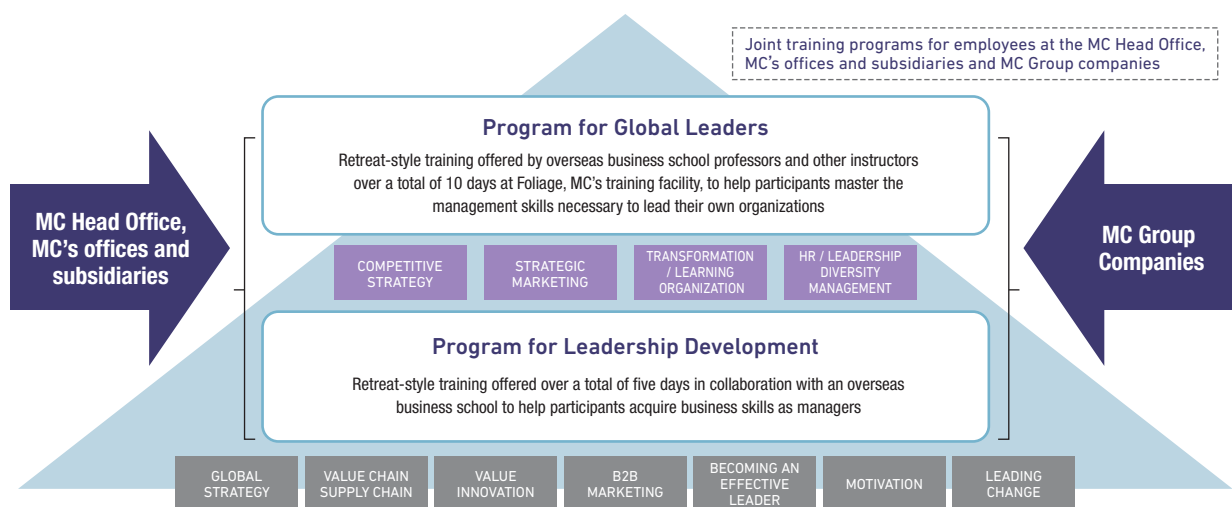 Joint training programs for employees at the MC Head Office,
MC's offices and subsidiaries and MC Group companies
Program for Global Leaders
Retreat-style training offered by overseas business school professors and other instructors
over a total of 10 days at Foliage, MC's training facility, to help participants master the
management skills necessary to lead their own organizations
MC Head Office,
MC's offices and
subsidiaries
MC Group
Companies
COMPETITIVE
STRATEGY
STRATEGIC
MARKETING
TRANSFORMATION
/ LEARNING
ORGANIZATION
HR / LEADERSHIP
DIVERSITY
MANAGEMENT
Program for Leadership Development
Retreat-style training offered over a total of five days in collaboration with an overseas
business school to help participants acquire business skills as managers
GLOBAL
STRATEGY
VALUE CHAIN
SUPPLY CHAIN
VALUE
INNOVATION
B2B
MARKETING
BECOMING AN
EFFECTIVE
LEADER
MOTIVATION
LEADING
CHANGE